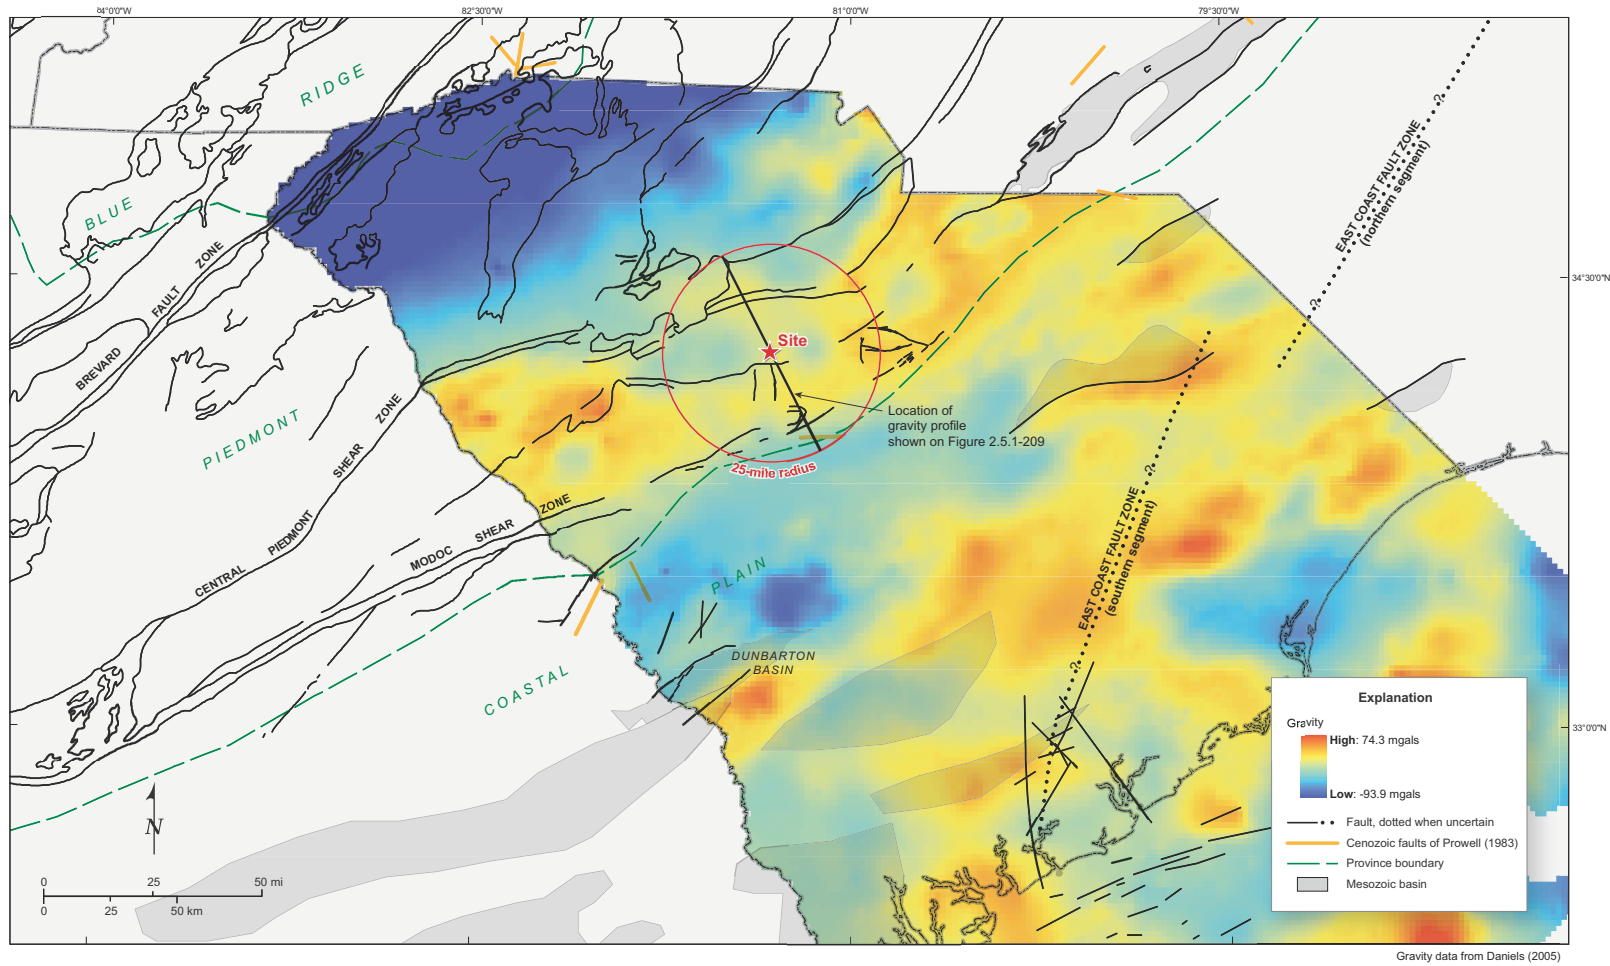 84°0'0"W
82°30'0"W
81°0'0"W
79°30'0"W
34°30'0"N
33°0'0"N
BLUE RIDGE
BREVARD FAULT ZONE
PIEDMONT
CENTRAL PIEDMONT SHEAR ZONE
MODOC SHEAR ZONE
COASTAL PLAIN
DUNBARTON
BASIN
Site
25-mile radius
Location of
gravity profile
shown on Figure 2.5.1-209
EAST COAST FAULT ZONE
(northern segment)
?
?
EAST COAST FAULT ZONE
(southern segment)
?
?
N
0 25 50 mi
0 25 50 km
Explanation
Gravity
High: 74.3 mgals
Low: -93.9 mgals
Fault, dotted when uncertain
Cenozoic faults of Prowell (1983)
Province boundary
Mesozoic basin
Gravity data from Daniels (2005)